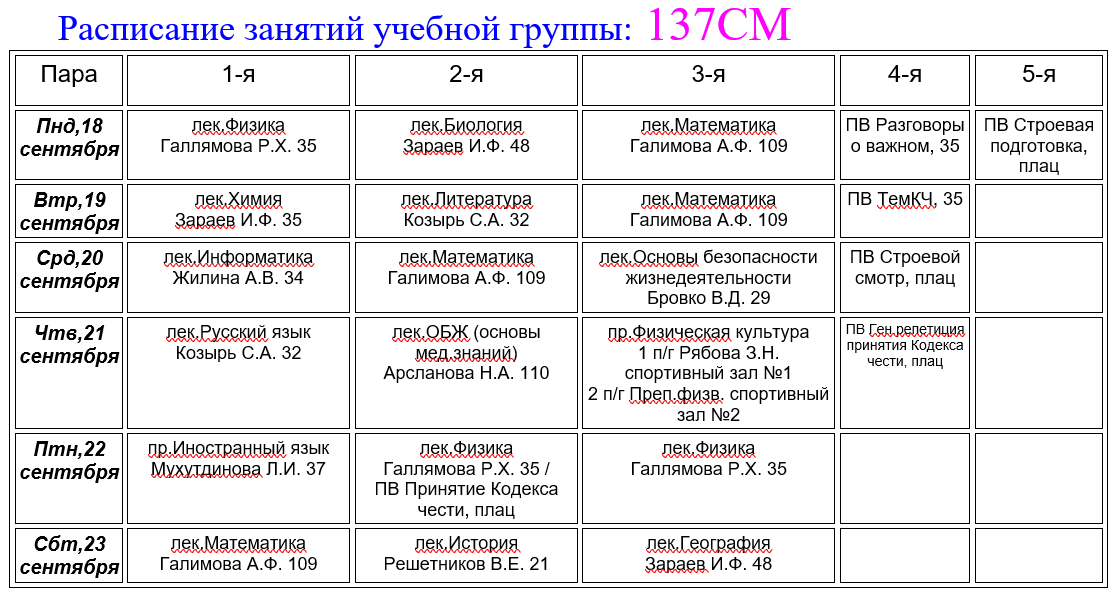 Расписание занятий учебной группы: 137СМ
Пара
1-я
2-я
3-я
4-я
5-я
Пнд,18
сентября
лек.Физика
Галлямова Р.Х. 35
лек.Биология
Зараев И.Ф. 48
лек.Математика
Галимова А.Ф. 109
ПВ Разговоры
о важном, 35
ПВ Строевая
подготовка,
плац
Втр,19
сентября
лек.Химия
Зараев И.Ф. 35
лек.Литература
Козырь С.А. 32
лек.Математика
Галимова А.Ф. 109
ПВ ТемКЧ, 35
Срд,20
сентября
лек.Информатика
Жилина А.В. 34
лек.Математика
Галимова А.Ф. 109
лек.Основы безопасности
жизнедеятельности
Бровко В.Д. 29
ПВ Строевой
смотр, плац
Чтв,21
сентября
лек.Русский язык
Козырь С.А. 32
лек.ОБЖ (основы
мед.знаний)
Арсланова Н.А. 110
пр.Физическая культура
1 п/г Рябова З.Н.
спортивный зал №1
2 п/г Преп.физв. спортивный
зал №2
ПВ Ген.репетиция
принятия Кодекса
чести, плац
Птн,22
сентября
пр.Иностранный язык
Мухутдинова Л.И. 37
лек.Физика
Галлямова Р.Х. 35 /
ПВ Принятие Кодекса
чести, плац
лек.Физика
Галлямова Р.Х. 35
Сбт,23
сентября
лек.Математика
Галимова А.Ф. 109
лек.История
Решетников В.Е. 21
лек.География
Зараев И.Ф. 48